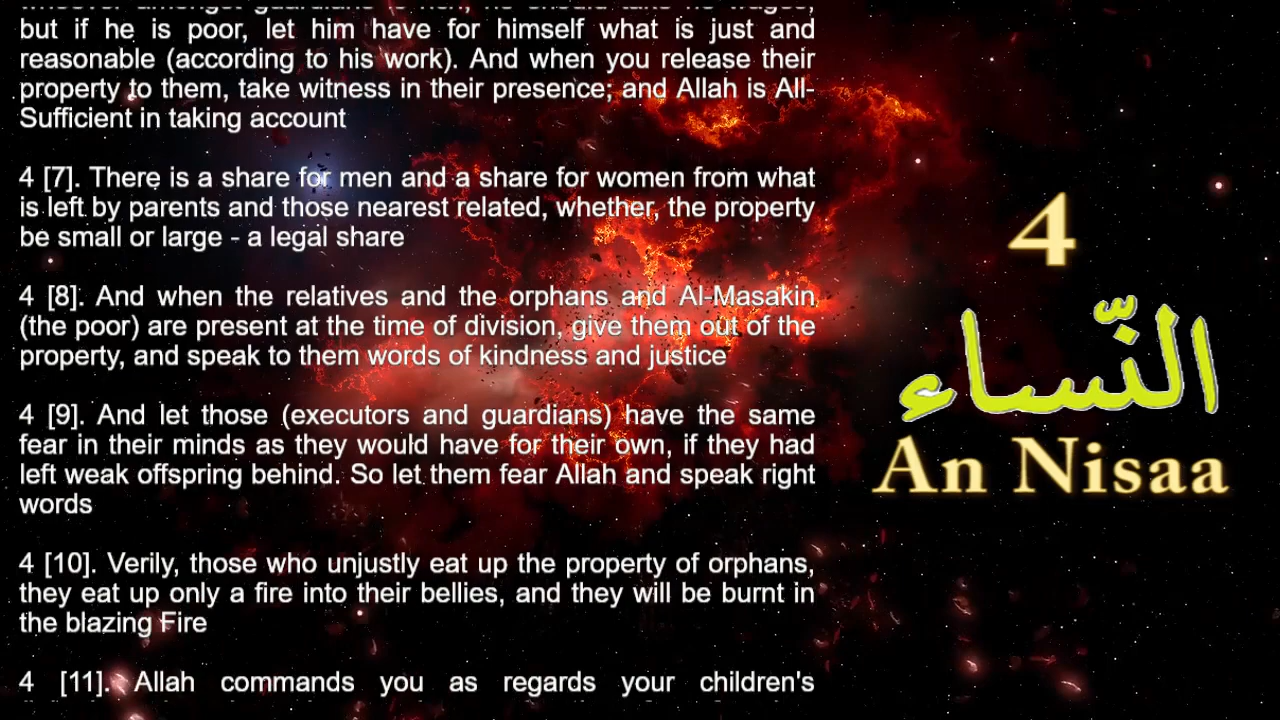 but if he is poor, let him have for himself what is just and
reasonable (according to his work). And when you release their
property to them, take witness in their presence; and Allah is All-
Sufficient in taking account
4 [7]. There is a share for men and a share for women from what
is left by parents and those nearest related, whether, the property
be small or large - a legal share
4 [8]. And when the relatives and the orphans and Al-Masakin
(the poor) are present at the time of division, give them out of the
property, and speak to them words of kindness and justice
4 [9]. And let those (executors and guardians) have the same
fear in their minds as they would have for their own, if they had
left weak offspring behind. So let them fear Allah and speak right
words
4 [10]. Verily, those who unjustly eat up the property of orphans,
they eat up only a fire into their bellies, and they will be burnt in
the blazing Fire
4 [11]. Allah commands you as regards your children's
4
النّساء
An Nisaa